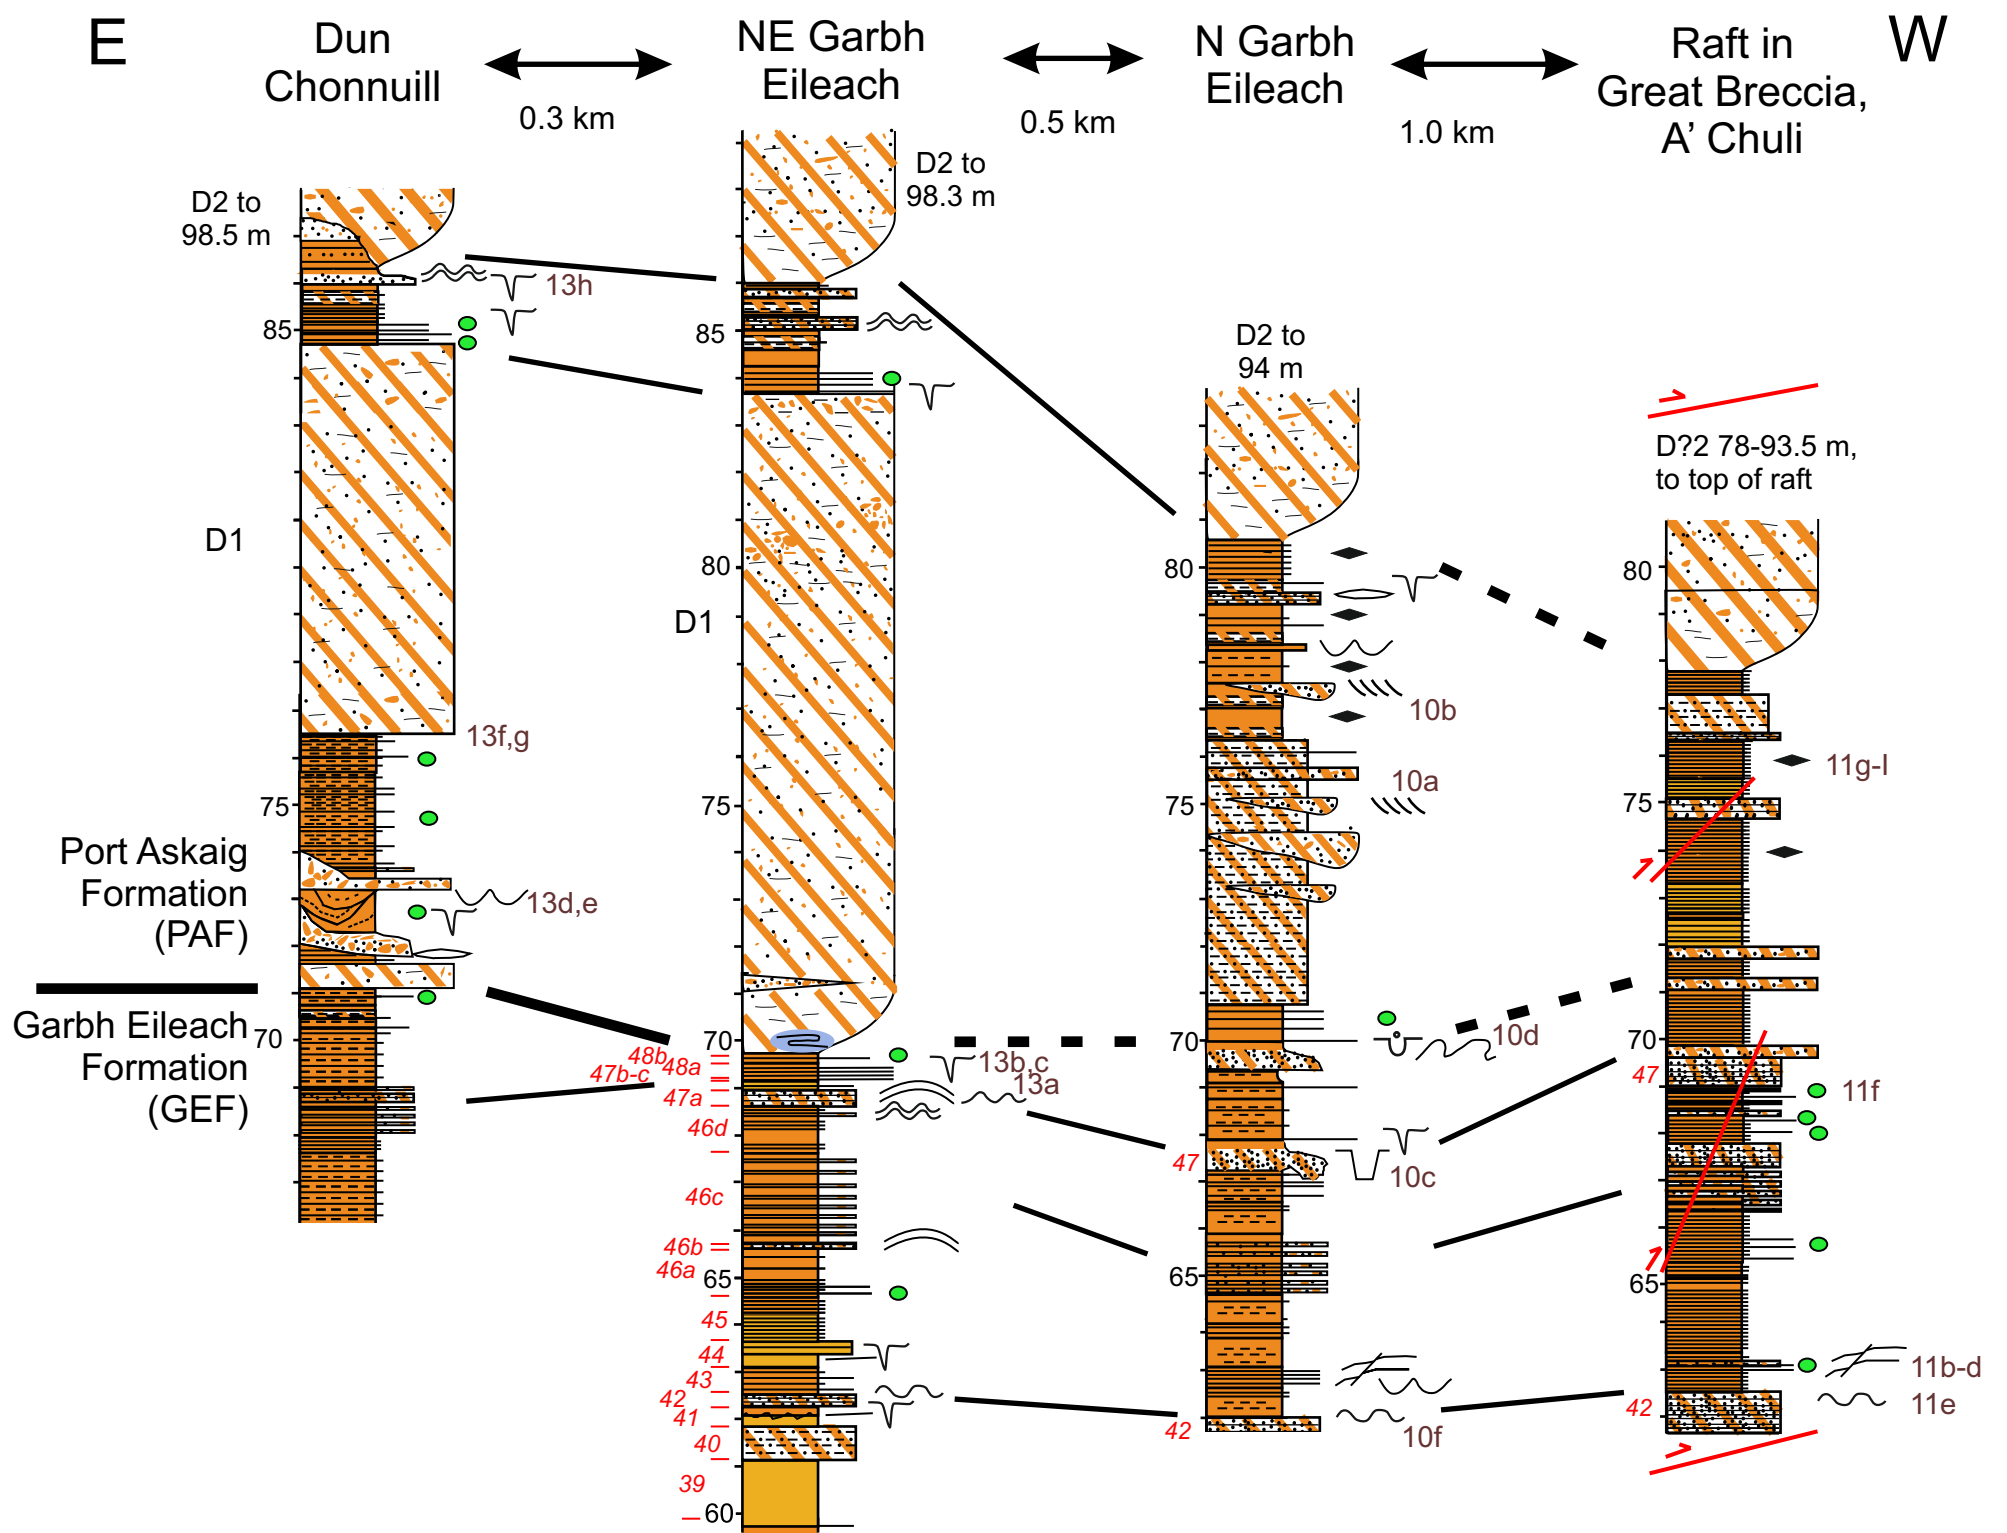 E
Dun
Chonnuill
0.3 km
NE Garbh
Eileach
0.5 km
N Garbh
Eileach
1.0 km
Raft in
Great Breccia,
A’ Chuli
W
D2 to
98.5 m
13h
85
D1
13f,g
75
13d,e
70
Port Askaig
Formation
(PAF)
Garbh Eileach
Formation
(GEF)
D2 to
98.3 m
85
80
D1
75
70
48b
48a
47b-c
47a
46d
46c
46b
46a
65
45
44
43
42
41
40
39
60
13b,c
13a
D2 to
94 m
80
10b
10a
75
70
10d
47
10c
65
42
10f
D?2 78-93.5 m,
to top of raft
80
11g-l
75
70
47
11f
65
11b-d
42
11e